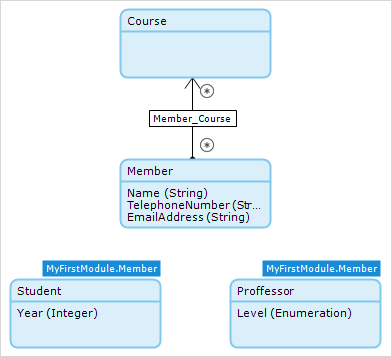 Course
*
Member_Course
*
Member
Name (String)
TelephoneNumber (Str...
EmailAddress (String)
MyFirstModule.Member
MyFirstModule.Member
Student
Proffessor
Year (Integer)
Level (Enumeration)